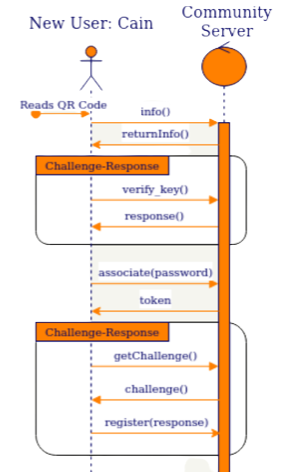 New User: Cain
Community
Server
Reads QR Code
info()
returnInfo()
Challenge-Response
verify_key()
response()
associate(password)
token
Challenge-Response
getChallenge()
challenge()
register(response)